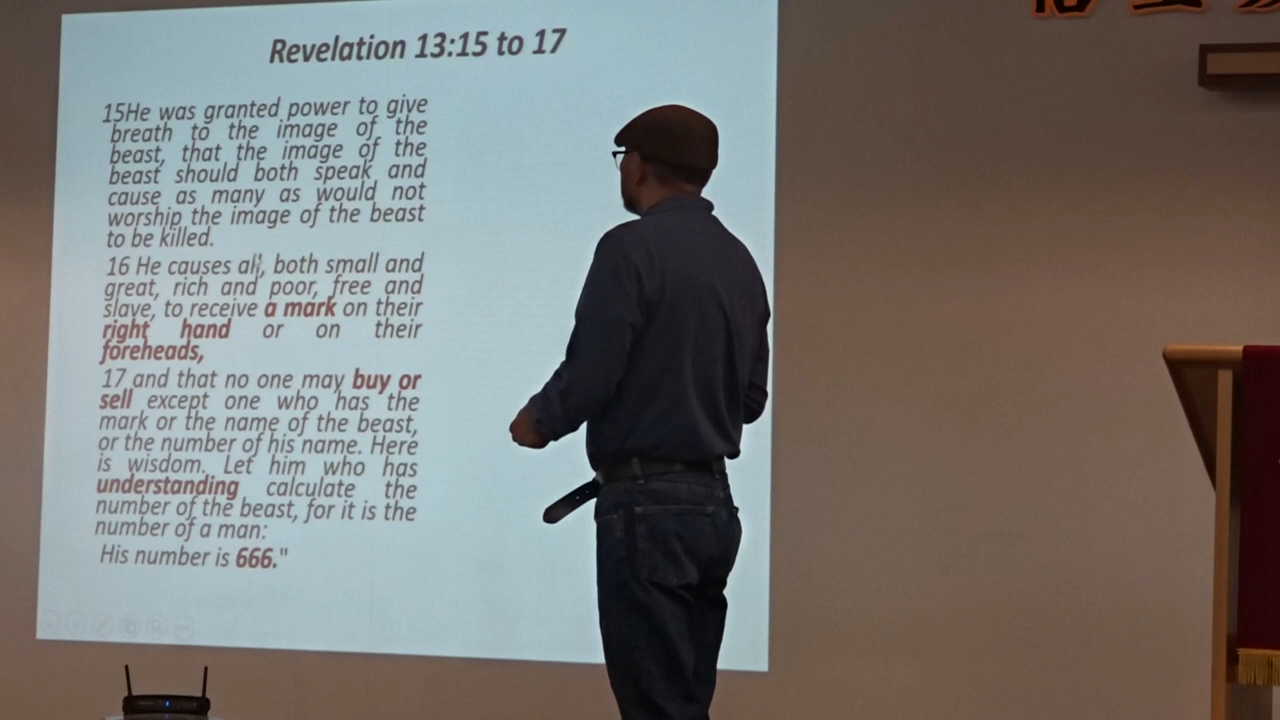 Revelation 13:15 to 17
15He was granted power to give
breath to the image of the
beast, that the image of the
beast should both speak and
cause as many as would not
worship the image of the beast
to be killed.
16 He causes all, both small and
great, rich and poor, free and
slave, to receive a mark on their
right hand or on their
foreheads,
17 and that no one may buy or
sell except one who has the
mark or the name of the beast,
or the number of his name. Here
is wisdom. Let him who has
understanding calculate the
number of the beast, for it is the
number of a man:
His number is 666."